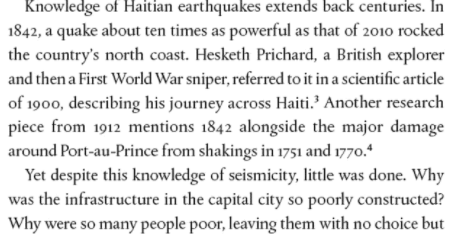 Knowledge of Haitian earthquakes extends back centuries. In
1842, a quake about ten times as powerful as that of 2010 rocked
the country's north coast. Hesketh Prichard, a British explorer
and then a First World War sniper, referred to it in a scientific article
of 1900, describing his journey across Haiti.³ Another research
piece from 1912 mentions 1842 alongside the major damage
around Port-au-Prince from shakings in 1751 and 1770.⁴
Yet despite this knowledge of seismicity, little was done. Why
was the infrastructure in the capital city so poorly constructed?
Why were so many people poor, leaving them with no choice but